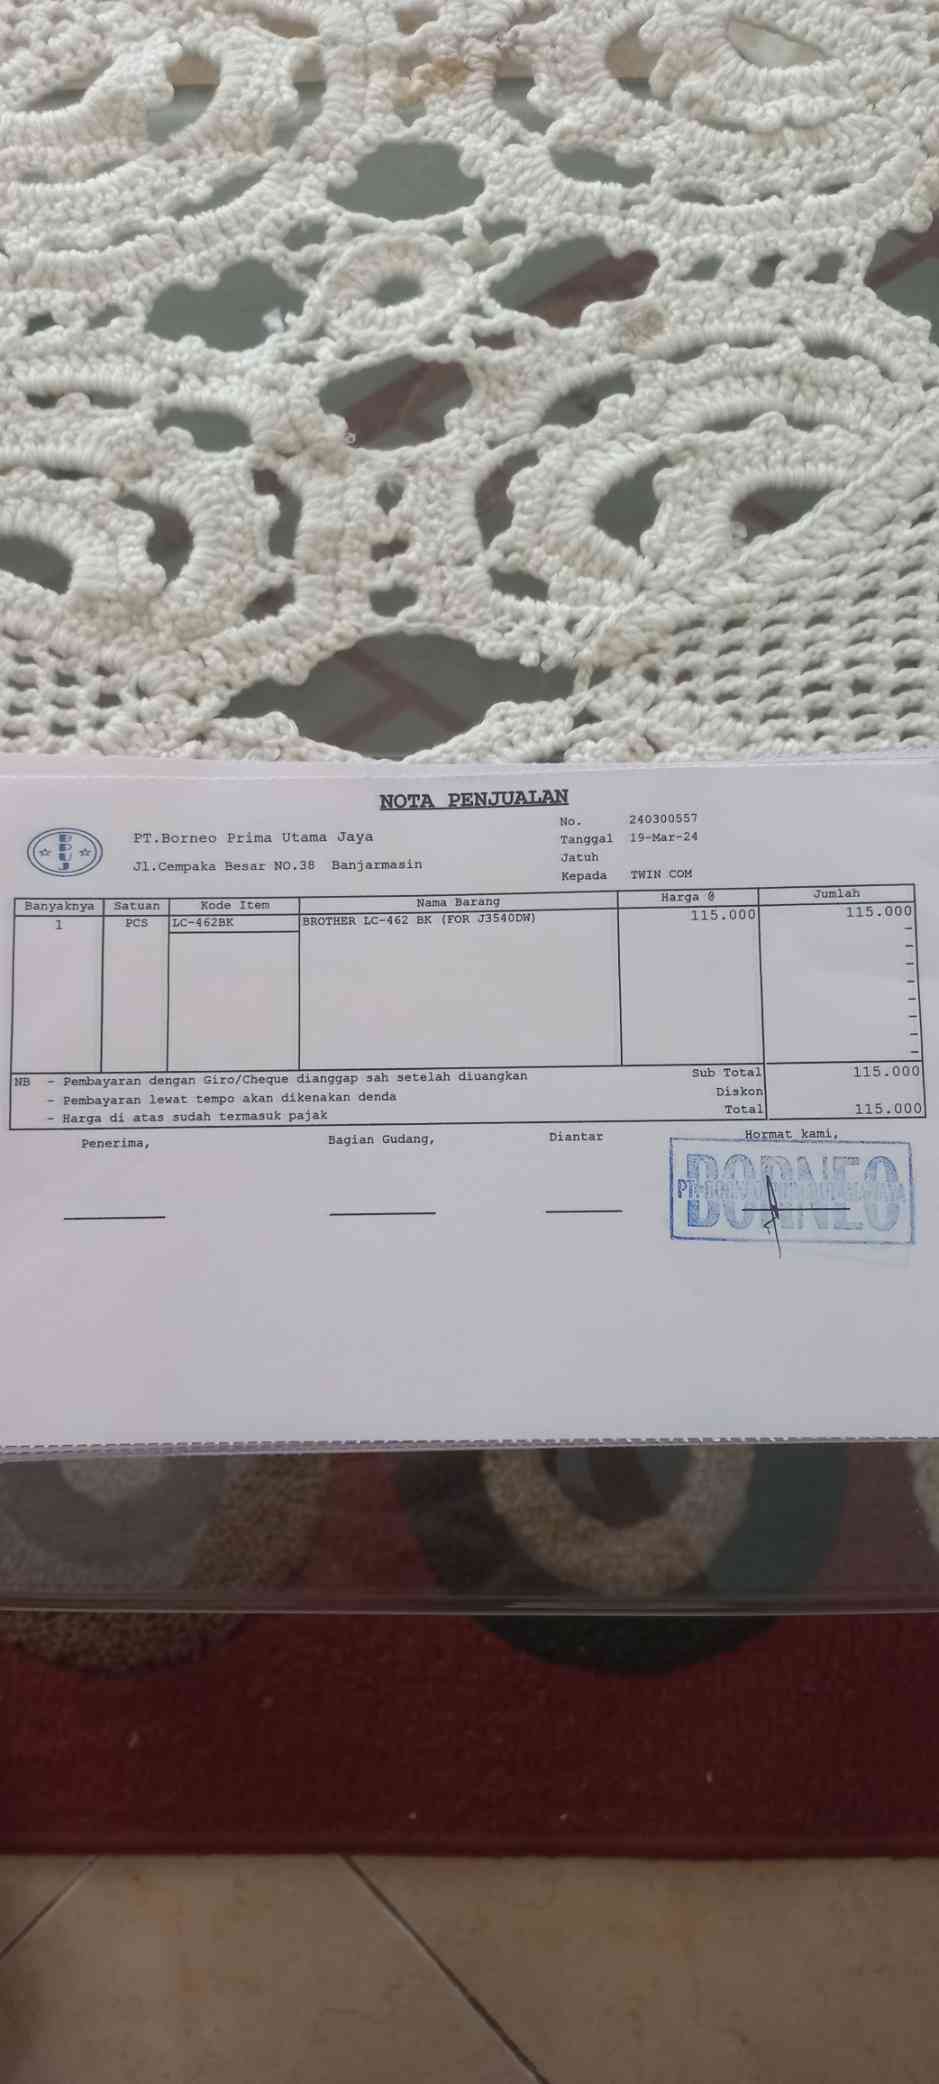 NOTA PENJUALAN
BPUJ
PT.Borneo Prima Utama Jaya
Jl.Cempaka Besar NO.38 Banjarmasin
No. 240300557
Tanggal 19-Mar-24
Jatuh
Kepada TWIN COM
Banyaknya Satuan Kode Item Nama Barang Harga @ Jumlah
1 PCS LC-462BK BROTHER LC-462 BK (FOR J3540DW) 115.000 115.000
-
-
-
-
-
-
-
-
NB - Pembayaran dengan Giro/Cheque dianggap sah setelah diuangkan
- Pembayaran lewat tempo akan dikenakan denda
- Harga di atas sudah termasuk pajak
Sub Total 115.000
Diskon
Total 115.000
Penerima, Bagian Gudang, Diantar Hormat kami,
BORNEO
PT.